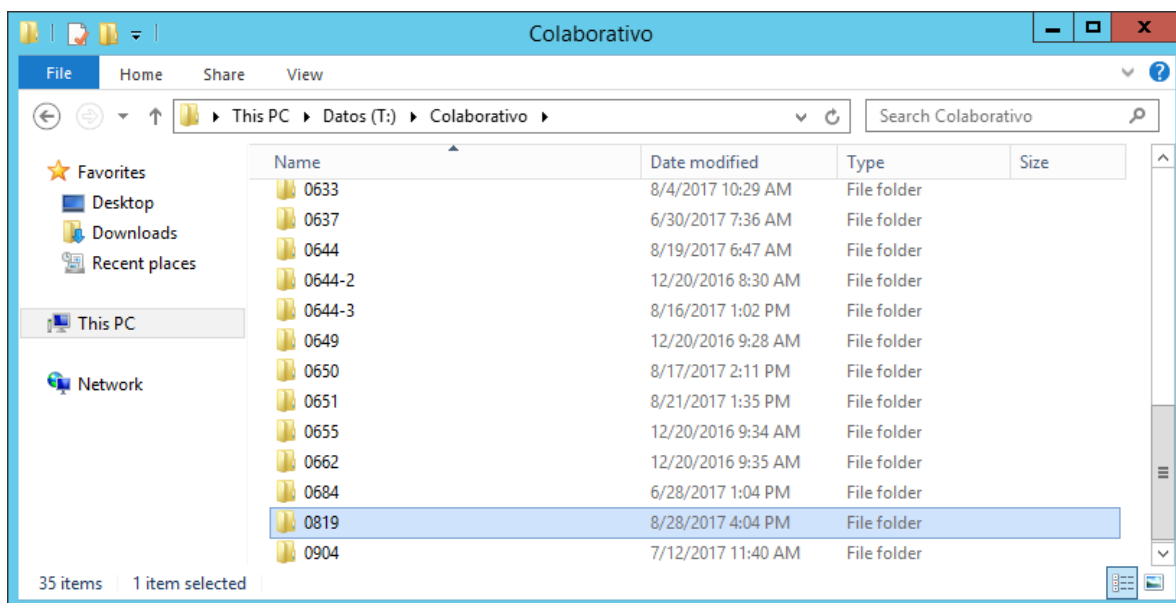 Colaborativo
File Home Share View
This PC Datos (T:) Colaborativo Search Colaborativo
Name Date modified Type Size
Favorites
Desktop
Downloads
Recent places
This PC
Network
0633 8/4/2017 10:29 AM File folder
0637 6/30/2017 7:36 AM File folder
0644 8/19/2017 6:47 AM File folder
0644-2 12/20/2016 8:30 AM File folder
0644-3 8/16/2017 1:02 PM File folder
0649 12/20/2016 9:28 AM File folder
0650 8/17/2017 2:11 PM File folder
0651 8/21/2017 1:35 PM File folder
0655 12/20/2016 9:34 AM File folder
0662 12/20/2016 9:35 AM File folder
0684 6/28/2017 1:04 PM File folder
0819 8/28/2017 4:04 PM File folder
0904 7/12/2017 11:40 AM File folder
35 items 1 item selected